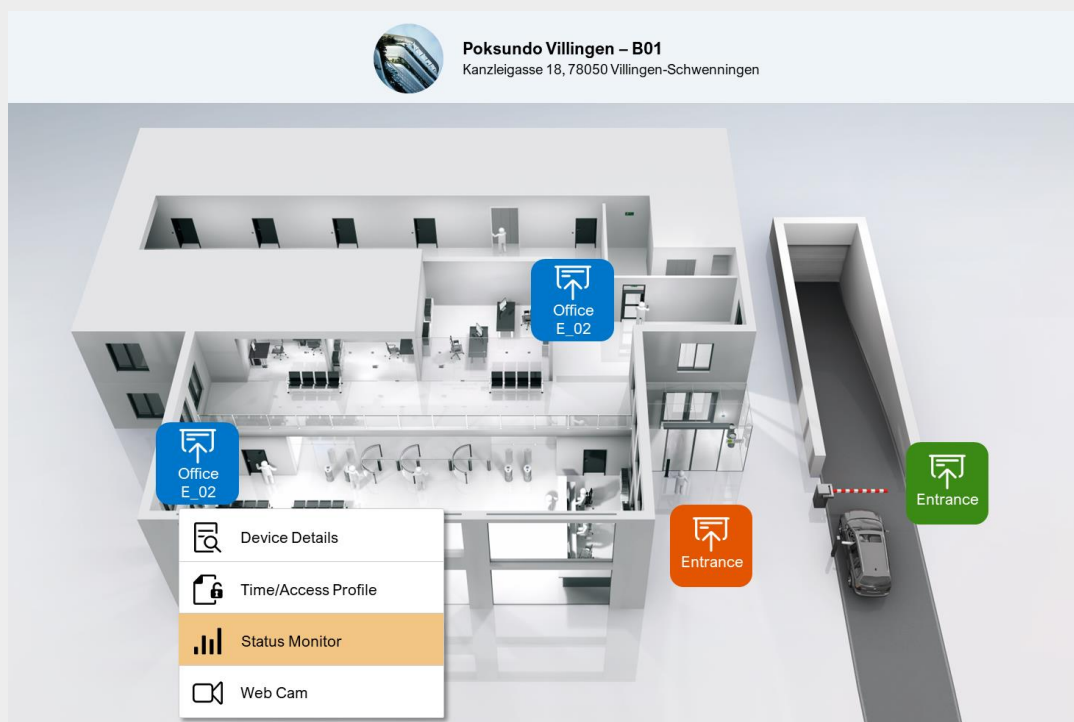 Poksundo Villingen – B01
Kanzleigasse 18, 78050 Villingen-Schwenningen
Office
E_02
Office
E_02
Entrance
Entrance
Device Details
Time/Access Profile
Status Monitor
Web Cam